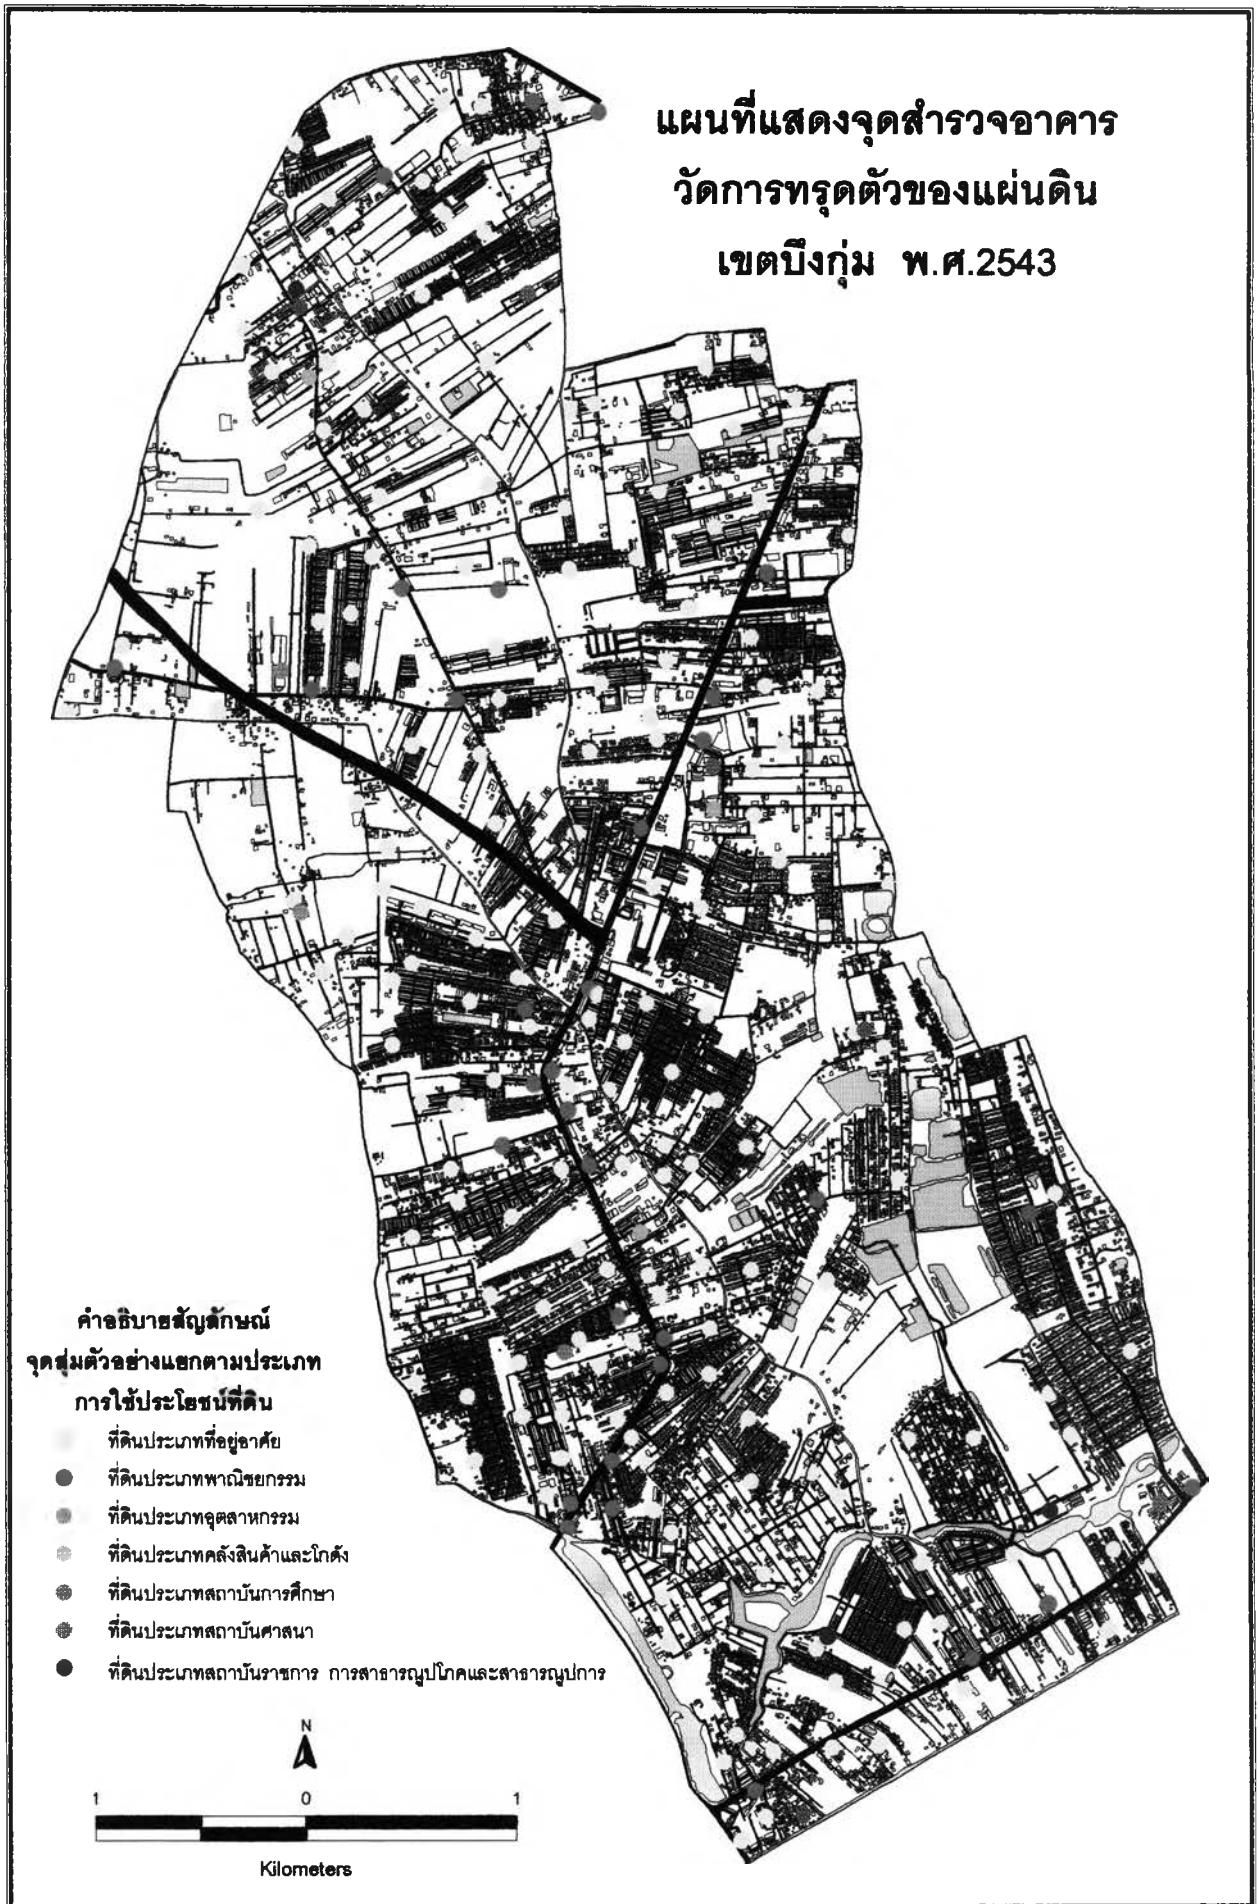 แผนที่แสดงจุดสำรวจอาคาร
วัดการทรุดตัวของแผ่นดิน
เขตบึงกุ่ม พ.ศ.2543
คำอธิบายสัญลักษณ์
จุดสุ่มตัวอย่างแยกตามประเภท
การใช้ประโยชน์ที่ดิน
ที่ดินประเภทที่อยู่อาศัย
ที่ดินประเภทพาณิชยกรรม
ที่ดินประเภทอุตสาหกรรม
ที่ดินประเภทคลังสินค้าและโกดัง
ที่ดินประเภทสถาบันการศึกษา
ที่ดินประเภทสถาบันศาสนา
ที่ดินประเภทสถาบันราชการ การสาธารณูปโภคและสาธารณูปการ
N
1 0 1
Kilometers